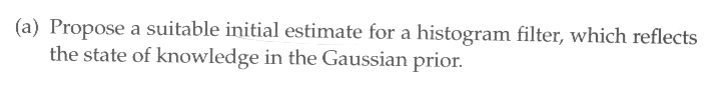 (a) Propose a suitable initial estimate for a histogram filter, which reflects
the state of knowledge in the Gaussian prior.